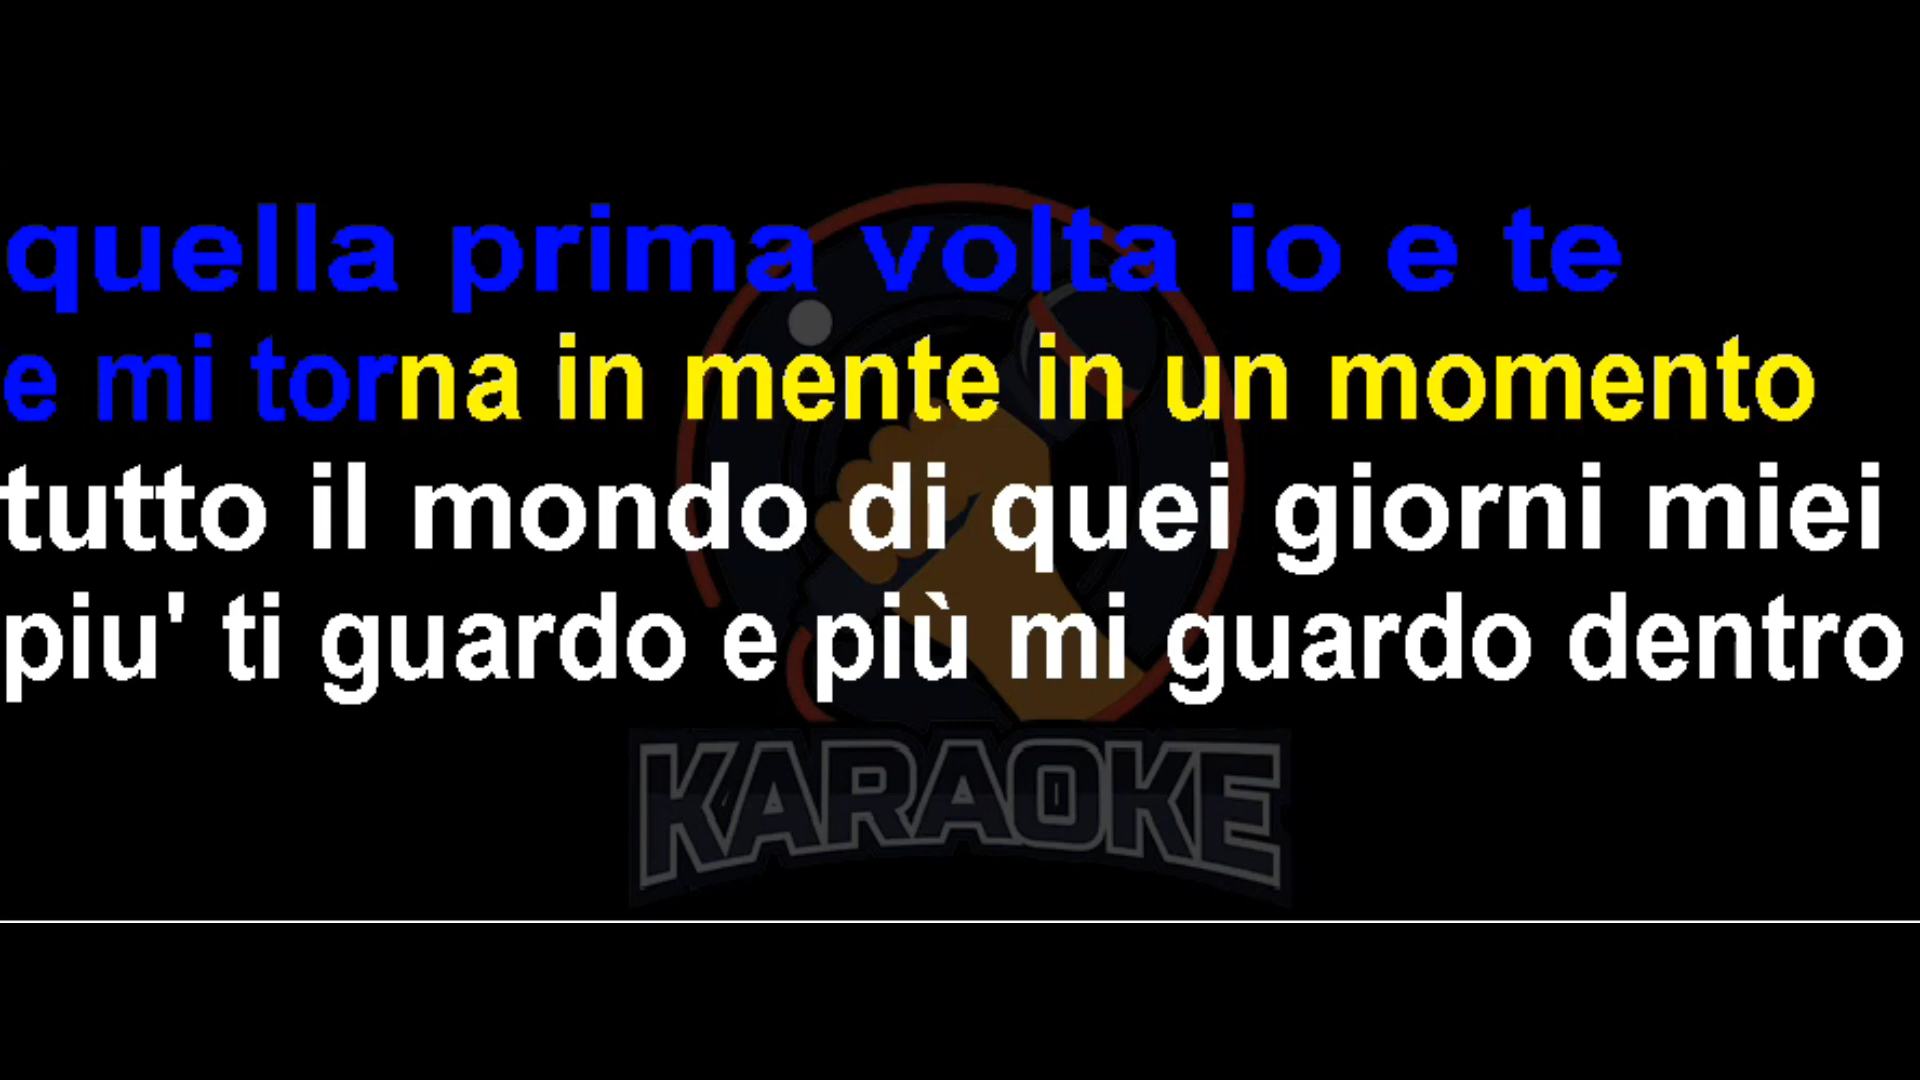 quella prima volta io e te
e mi torna in mente in un momento
tutto il mondo di quei giorni miei
piu' ti guardo e più mi guardo dentro
KARAOKE